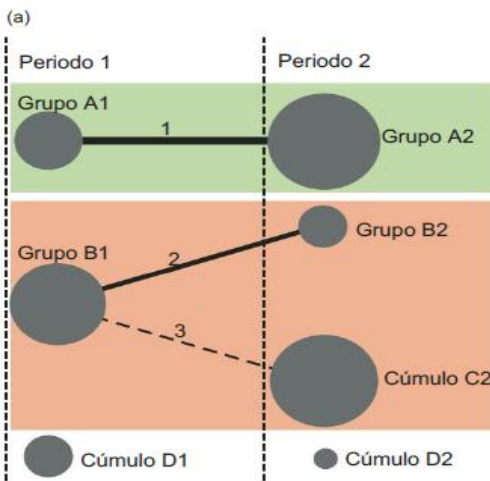 (a)
Periodo 1
Periodo 2
Grupo A1
1
Grupo A2
Grupo B1
2
Grupo B2
3
Cúmulo C2
Cúmulo D1
Cúmulo D2